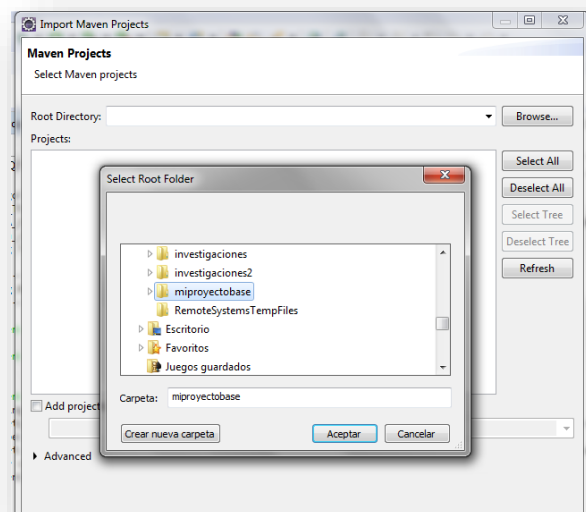 Import Maven Projects
Maven Projects
Select Maven projects
Root Directory:
Browse...
Projects:
Select All
Deselect All
Select Tree
Deselect Tree
Refresh
Select Root Folder
investigaciones
investigaciones2
miproyectobase
RemoteSystemsTempFiles
Escritorio
Favoritos
Juegos guardados
Carpeta: miproyectobase
Crear nueva carpeta
Aceptar
Cancelar
Add project
Advanced